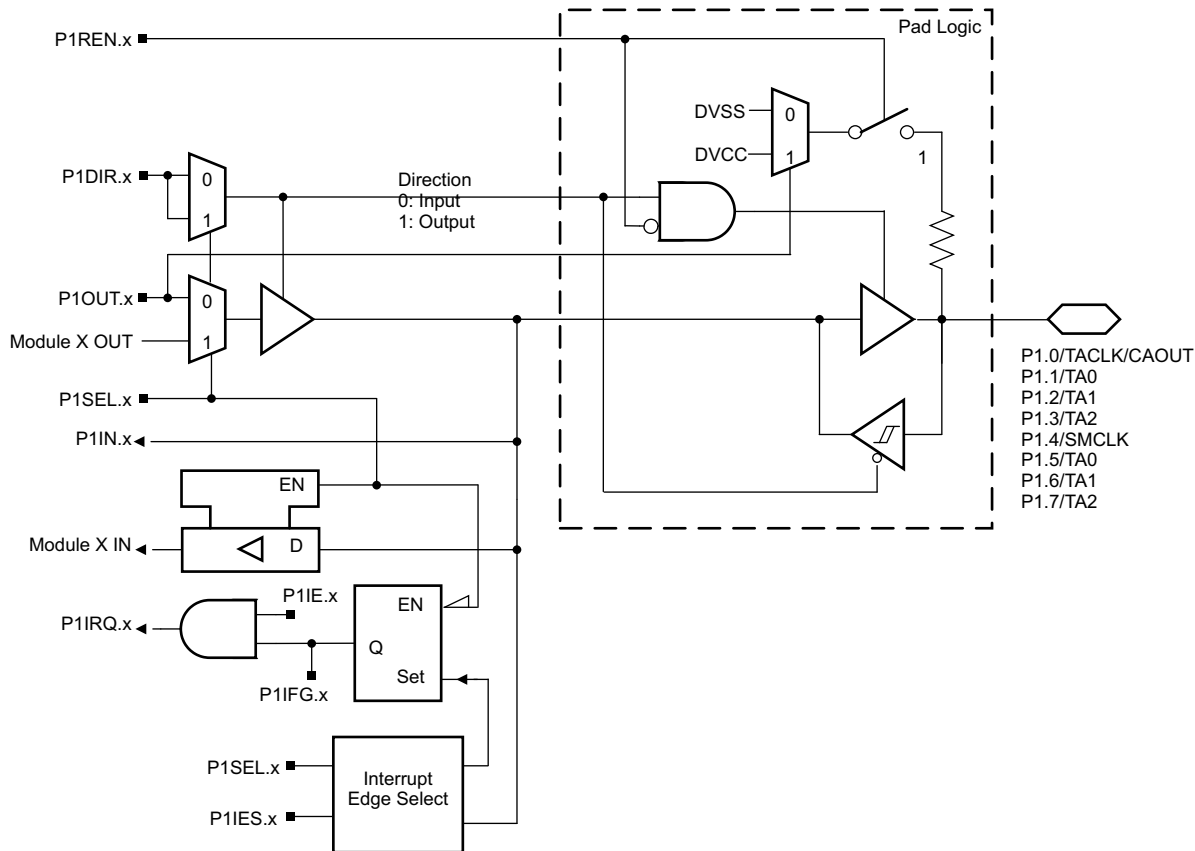 Pad Logic
P1REN.x
DVSS
0
DVCC
1
1
P1DIR.x
0
1
Direction
0: Input
1: Output
P1OUT.x
0
Module X OUT
1
P1SEL.x
P1IN.x
P1.0/TACLK/CAOUT
P1.1/TA0
P1.2/TA1
P1.3/TA2
P1.4/SMCLK
P1.5/TA0
P1.6/TA1
P1.7/TA2
EN
Module X IN
D
P1IE.x
EN
P1IRQ.x
Q
Set
P1IFG.x
P1SEL.x
Interrupt
Edge Select
P1IES.x